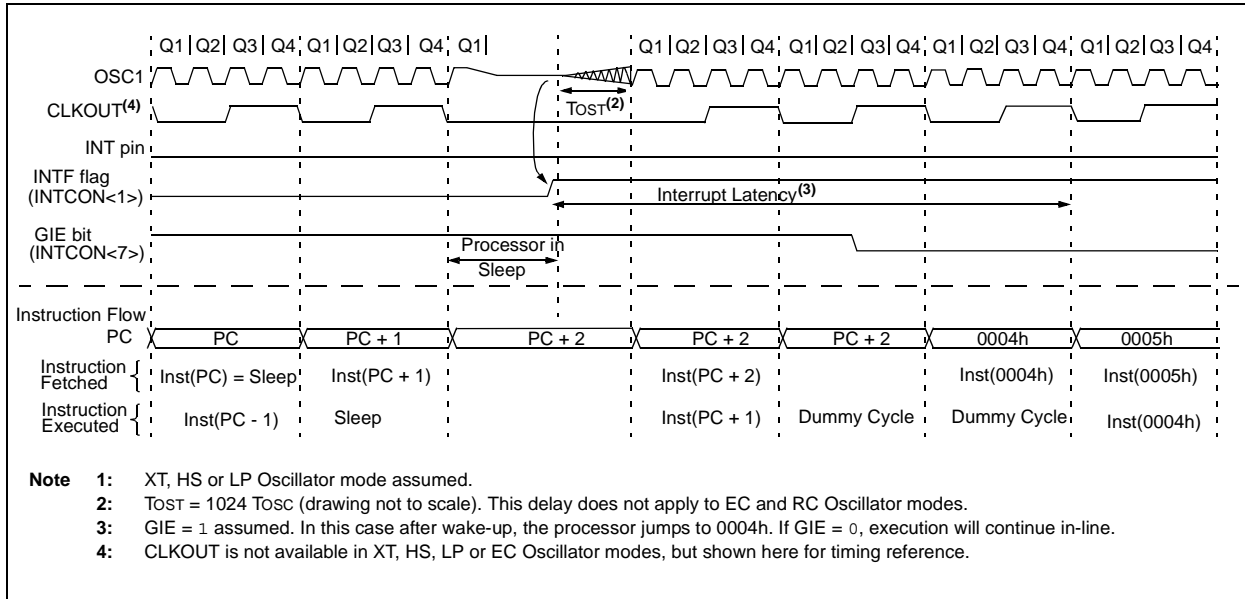 Q1 Q2 Q3 Q4 Q1 Q2 Q3 Q4 Q1 Q1 Q2 Q3 Q4 Q1 Q2 Q3 Q4 Q1 Q2 Q3 Q4 Q1 Q2 Q3 Q4
OSC1
CLKOUT(4)
TOST(2)
INT pin
INTF flag
(INTCON<1>)
Interrupt Latency(3)
GIE bit
(INTCON<7>)
Processor in
Sleep
Instruction Flow
PC PC PC + 1 PC + 2 PC + 2 PC + 2 0004h 0005h
Instruction
Fetched
Inst(PC) = Sleep Inst(PC + 1) Inst(PC + 2) Inst(0004h) Inst(0005h)
Instruction
Executed
Inst(PC - 1) Sleep Inst(PC + 1) Dummy Cycle Dummy Cycle Inst(0004h)
Note 1: XT, HS or LP Oscillator mode assumed.
2: TOST = 1024 TOSC (drawing not to scale). This delay does not apply to EC and RC Oscillator modes.
3: GIE = 1 assumed. In this case after wake-up, the processor jumps to 0004h. If GIE = 0, execution will continue in-line.
4: CLKOUT is not available in XT, HS, LP or EC Oscillator modes, but shown here for timing reference.